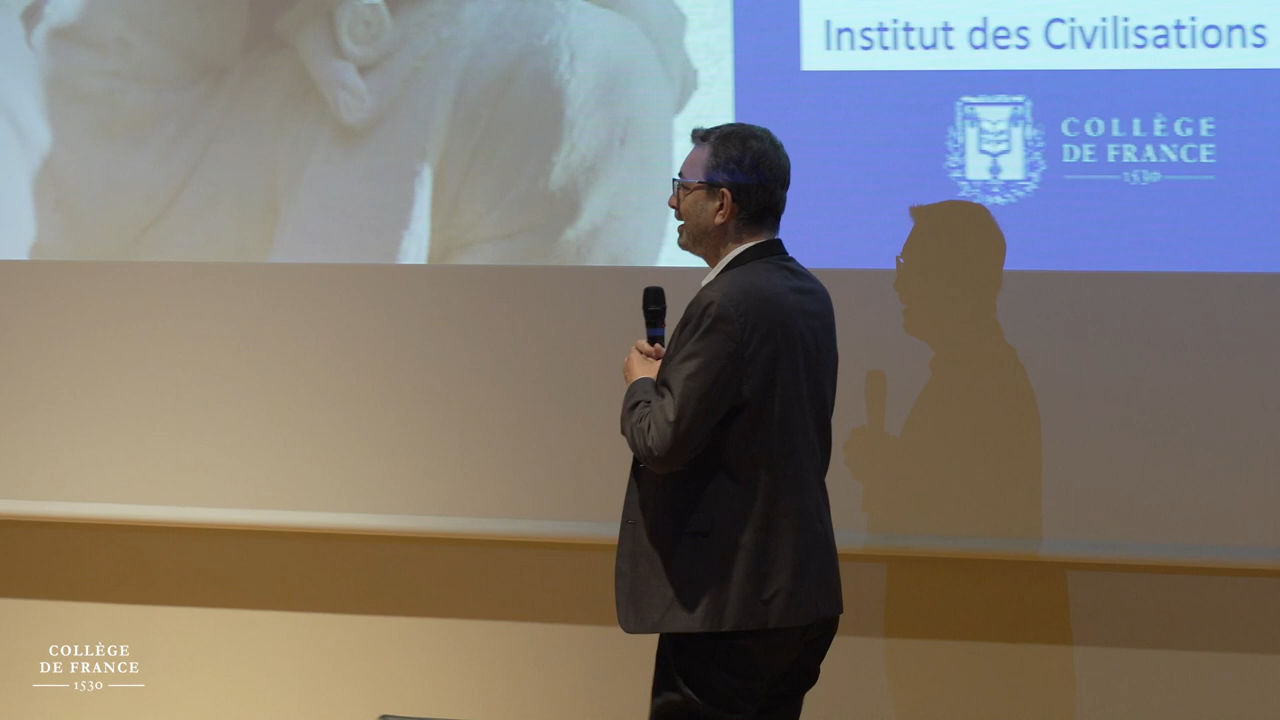 Institut des Civilisations
COLLÈGE
DE FRANCE
1530
COLLÈGE
DE FRANCE
1530